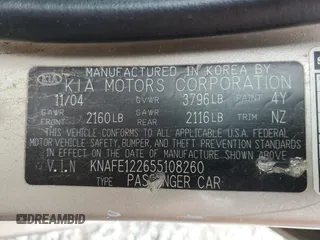 MANUFACTURED IN KOREA BY
KIA KIA MOTORS CORPORATION
11/04 GVWR 3796LB PAINT 4Y
GAWR FRONT 2160LB GAWR REAR 2116LB TRIM NZ
THIS VEHICLE CONFORMS TO ALL APPLICABLE U.S.A FEDERAL
MOTOR VEHICLE SAFETY, BUMPER, AND THEFT PREVENTION
STANDARDS IN EFFECT ON THE DATE OF MANUFACTURE
SHOWN ABOVE
V.I.N KNAFE122655108260
TYPE PASSENGER CAR
DREAMBID